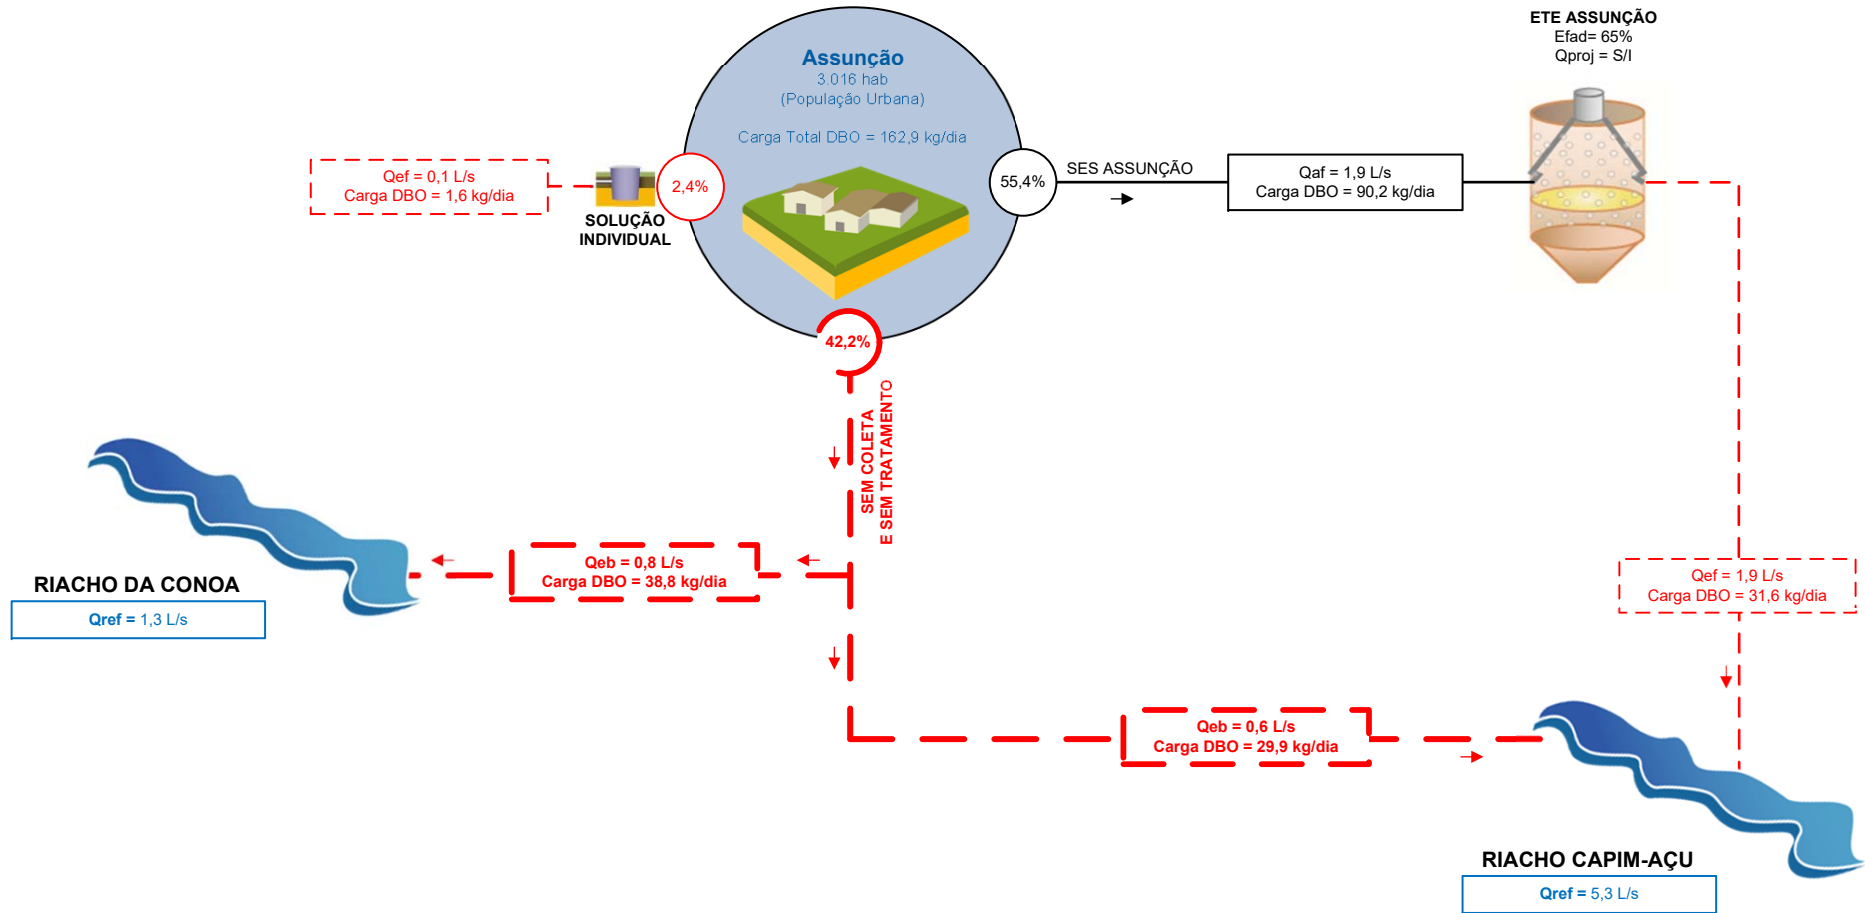 Assunção
3.016 hab
(População Urbana)
Carga Total DBO = 162,9 kg/dia
ETE ASSUNÇÃO
Efad= 65%
Qproj = S/I
Qef = 0,1 L/s
Carga DBO = 1,6 kg/dia
SOLUÇÃO
INDIVIDUAL
2,4%
55,4%
SES ASSUNÇÃO
Qaf = 1,9 L/s
Carga DBO = 90,2 kg/dia
42,2%
SEM COLETA
E SEM TRATAMENTO
Qeb = 0,8 L/s
Carga DBO = 38,8 kg/dia
RIACHO DA CONOA
Qref = 1,3 L/s
Qef = 1,9 L/s
Carga DBO = 31,6 kg/dia
Qeb = 0,6 L/s
Carga DBO = 29,9 kg/dia
RIACHO CAPIM-AÇU
Qref = 5,3 L/s